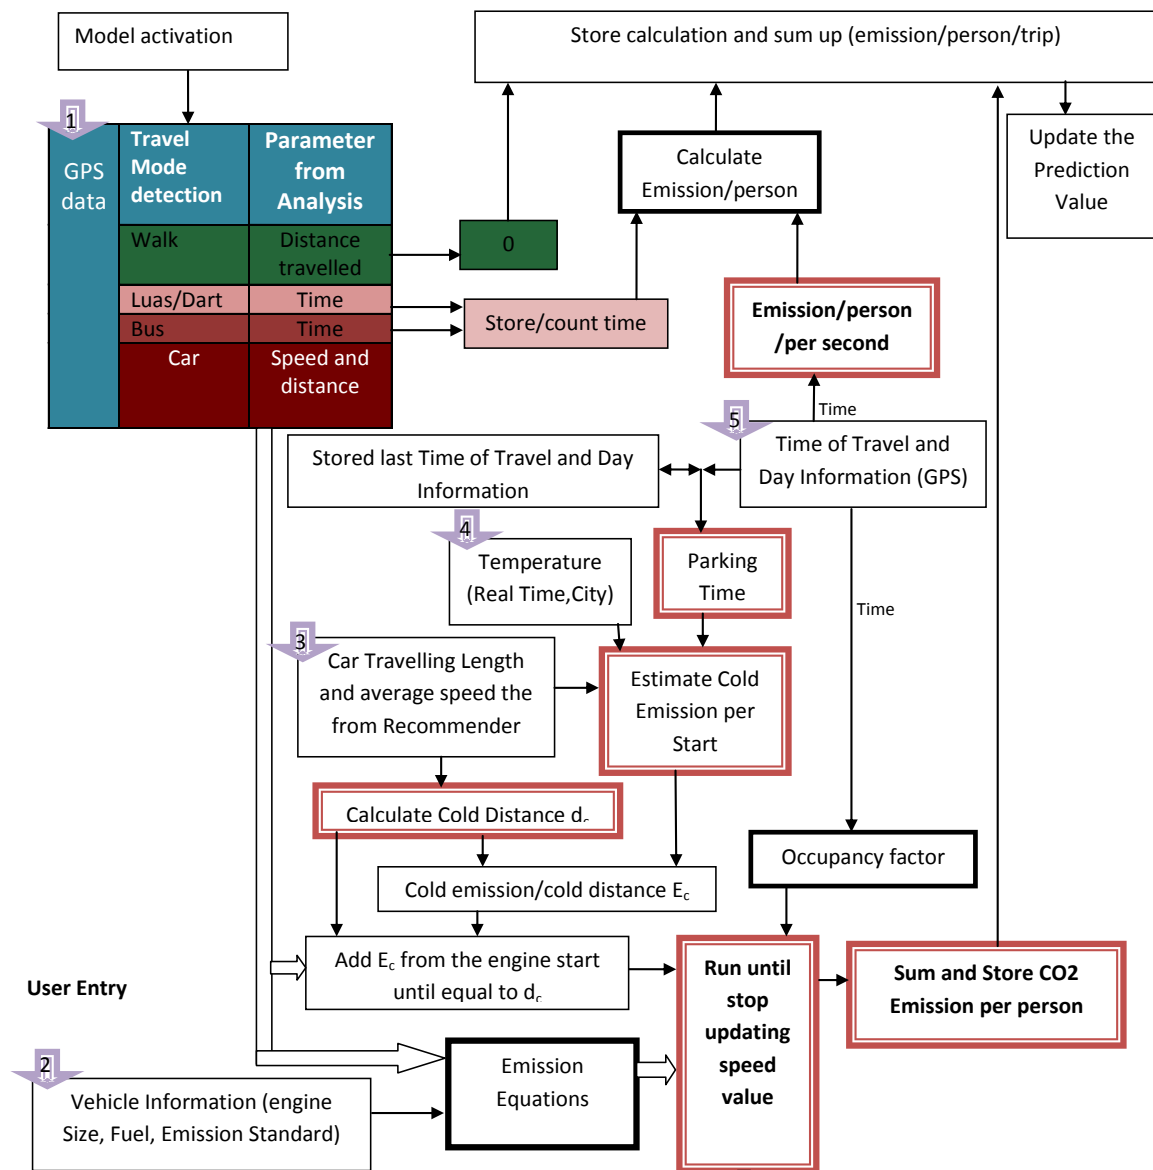 Model activation
Store calculation and sum up (emission/person/trip)
1
GPS
data
Travel
Mode
detection
Parameter
from
Analysis
Calculate
Emission/person
Update the
Prediction
Value
Walk
Distance
travelled
0
Luas/Dart
Time
Bus
Time
Store/count time
Car
Speed and
distance
Emission/person
/per second
Time
5
Time of Travel and
Day Information (GPS)
Stored last Time of Travel and Day
Information
4
Temperature
(Real Time,City)
Parking
Time
Time
3
Car Travelling Length
and average speed the
from Recommender
Estimate Cold
Emission per
Start
Calculate Cold Distance dc
Occupancy factor
Cold emission/cold distance Ec
Add Ec from the engine start
until equal to dc
Run until
stop
updating
speed
value
Sum and Store CO2
Emission per person
User Entry
2
Vehicle Information (engine
Size, Fuel, Emission Standard)
Emission
Equations